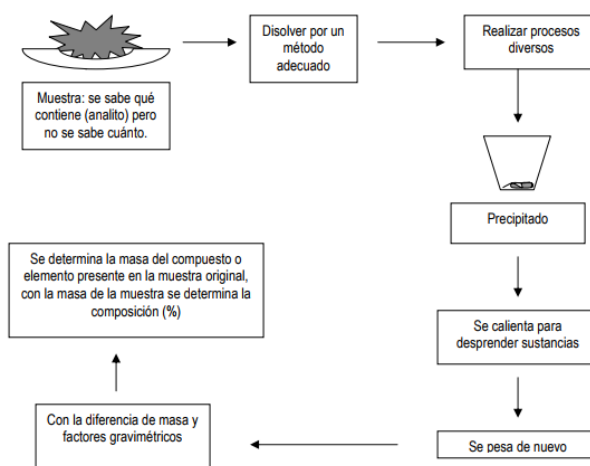 Muestra: se sabe qué
contiene (analito) pero
no se sabe cuánto.
Disolver por un
método
adecuado
Realizar procesos
diversos
Precipitado
Se calienta para
desprender sustancias
Se pesa de nuevo
Con la diferencia de masa y
factores gravimétricos
Se determina la masa del compuesto o
elemento presente en la muestra original,
con la masa de la muestra se determina la
composición (%)